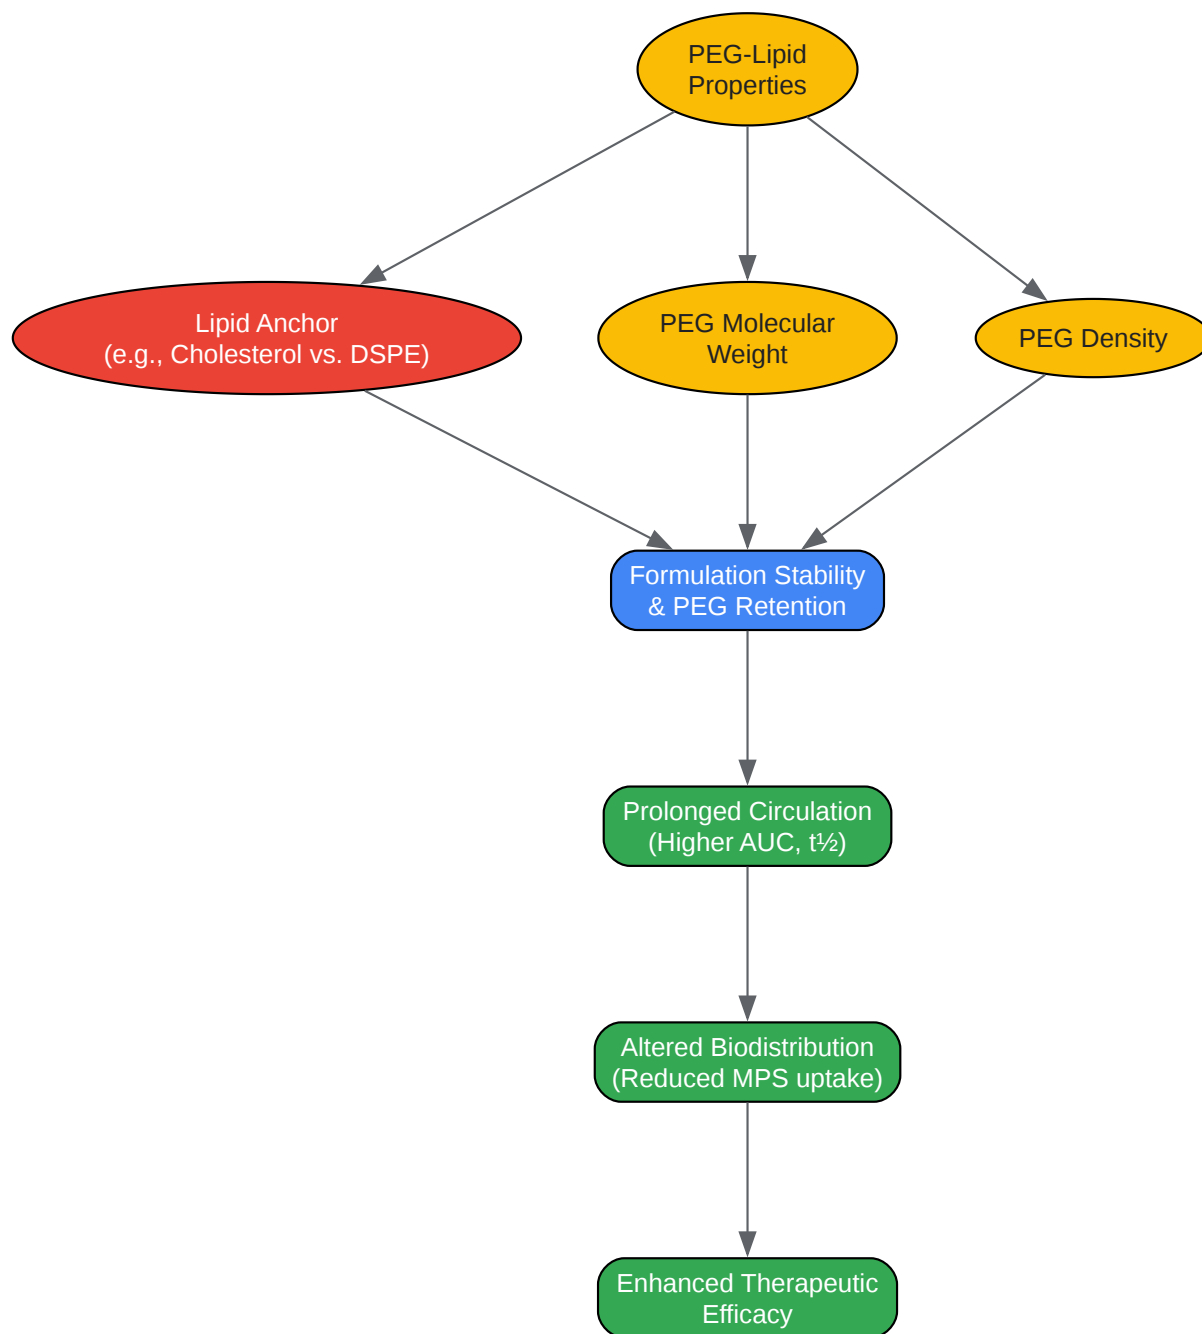 PEG-Lipid
Properties
Lipid Anchor
(e.g., Cholesterol vs. DSPE)
PEG Molecular
Weight
PEG Density
Formulation Stability
& PEG Retention
Prolonged Circulation
(Higher AUC, t½)
Altered Biodistribution
(Reduced MPS uptake)
Enhanced Therapeutic
Efficacy